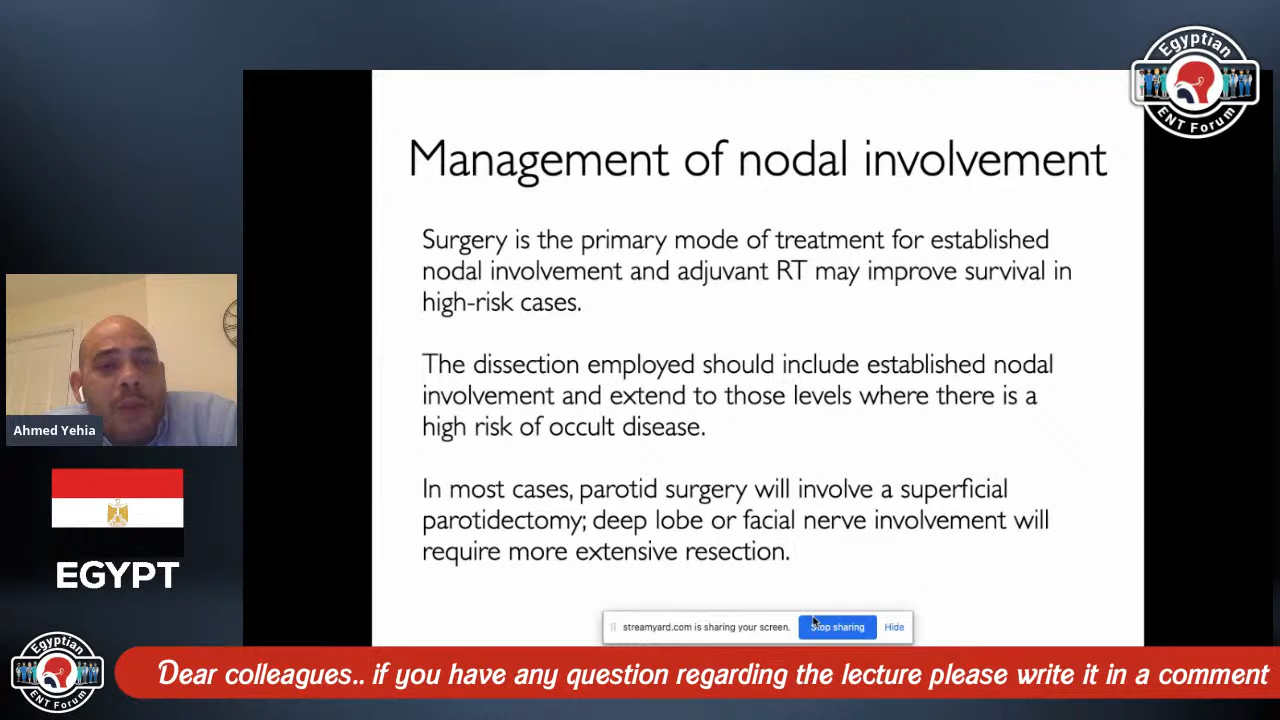 Egyptian
ENT Forum
Management of nodal involvement
Surgery is the primary mode of treatment for established
nodal involvement and adjuvant RT may improve survival in
high-risk cases.
The dissection employed should include established nodal
involvement and extend to those levels where there is a
high risk of occult disease.
In most cases, parotid surgery will involve a superficial
parotidectomy; deep lobe or facial nerve involvement will
require more extensive resection.
Ahmed Yehia
EGYPT
streamyard.com is sharing your screen.
Stop sharing
Hide
Egyptian
ENT Forum
Dear colleagues.. if you have any question regarding the lecture please write it in a comment